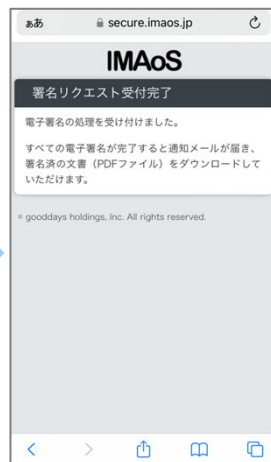 ぁあ secure.imaos.jp
IMAoS
署名リクエスト受付完了
電子署名の処理を受け付けました。
すべての電子署名が完了すると通知メールが届き、
署名済の文書（PDFファイル）をダウンロードして
いただけます。
© gooddays holdings, Inc. All rights reserved.